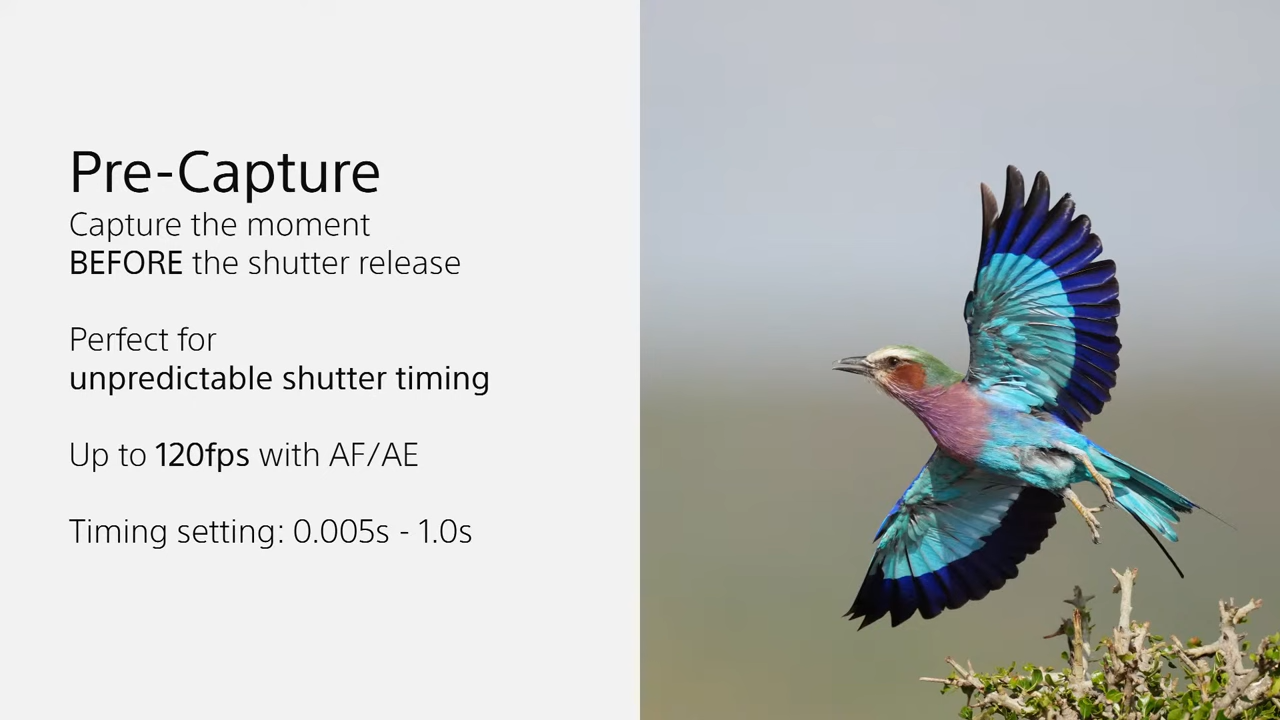 Pre-Capture
Capture the moment
BEFORE the shutter release
Perfect for
unpredictable shutter timing
Up to 120fps with AF/AE
Timing setting: 0.005s - 1.0s